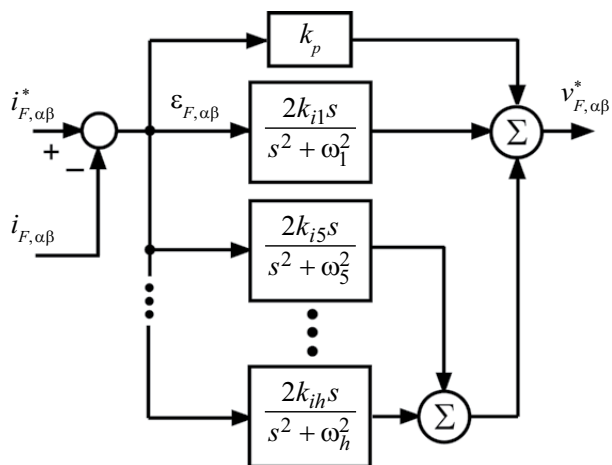 k_p
i*_{F,αβ}
+
−
ε_{F,αβ}
2k_{i1}s
s² + ω₁²
Σ
v*_{F,αβ}
i_{F,αβ}
2k_{i5}s
s² + ω₅²
2k_{ih}s
s² + ω_h²
Σ